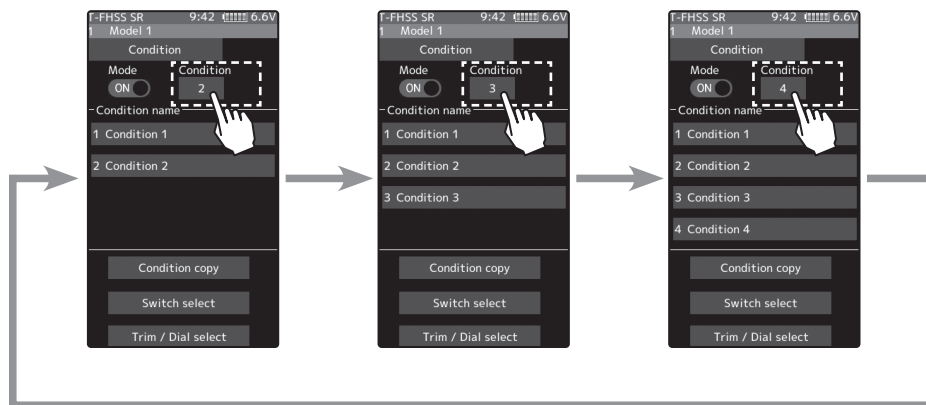 T-FHSS SR 9:42 6.6V
1 Model 1
Condition
Mode Condition
ON 2
Condition name
1 Condition 1
2 Condition 2
Condition copy
Switch select
Trim / Dial select
T-FHSS SR 9:42 6.6V
1 Model 1
Condition
Mode Condition
ON 3
Condition name
1 Condition 1
2 Condition 2
3 Condition 3
Condition copy
Switch select
Trim / Dial select
T-FHSS SR 9:42 6.6V
1 Model 1
Condition
Mode Condition
ON 4
Condition name
1 Condition 1
2 Condition 2
3 Condition 3
4 Condition 4
Condition copy
Switch select
Trim / Dial select